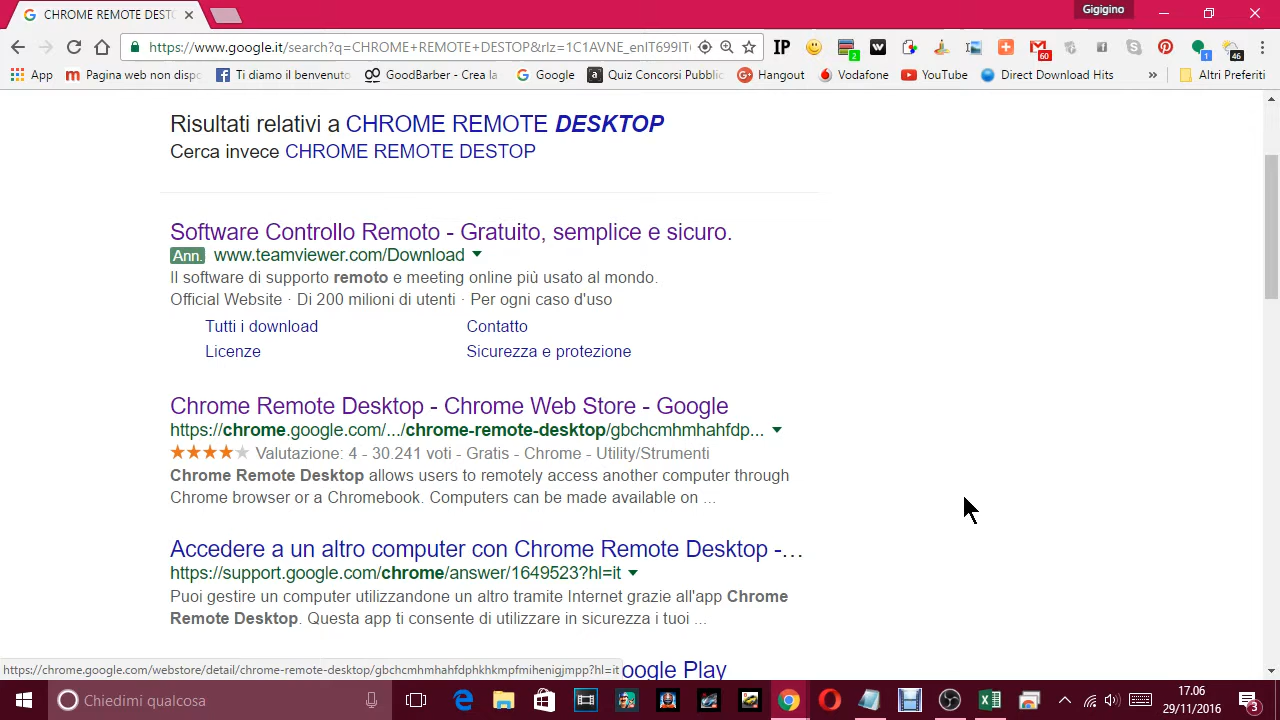 CHROME REMOTE DEST
Gigigino
https://www.google.it/search?q=CHROME+REMOTE+DESTOP&rlz=1C1AVNE_enIT699IT
IP
2
1
60
46
App
Pagina web non dispo
Ti diamo il benvenuto
GoodBarber - Crea la
Google
Quiz Concorsi Pubblic
Hangout
Vodafone
YouTube
Direct Download Hits
»
Altri Preferiti
Risultati relativi a CHROME REMOTE DESKTOP
Cerca invece CHROME REMOTE DESTOP
Software Controllo Remoto - Gratuito, semplice e sicuro.
Ann. www.teamviewer.com/Download
Il software di supporto remoto e meeting online più usato al mondo.
Official Website · Di 200 milioni di utenti · Per ogni caso d'uso
Tutti i download Contatto
Licenze Sicurezza e protezione
Chrome Remote Desktop - Chrome Web Store - Google
https://chrome.google.com/.../chrome-remote-desktop/gbchcmhmhahfdp...
Valutazione: 4 - 30.241 voti - Gratis - Chrome - Utility/Strumenti
Chrome Remote Desktop allows users to remotely access another computer through
Chrome browser or a Chromebook. Computers can be made available on ...
Accedere a un altro computer con Chrome Remote Desktop -...
https://support.google.com/chrome/answer/1649523?hl=it
Puoi gestire un computer utilizzandone un altro tramite Internet grazie all'app Chrome
Remote Desktop. Questa app ti consente di utilizzare in sicurezza i tuoi ...
https://chrome.google.com/webstore/detail/chrome-remote-desktop/gbchcmhmhahfdphkhkmpfmihenigjmpp?hl=it
oogle Play
Chiedimi qualcosa
17.06
29/11/2016
3